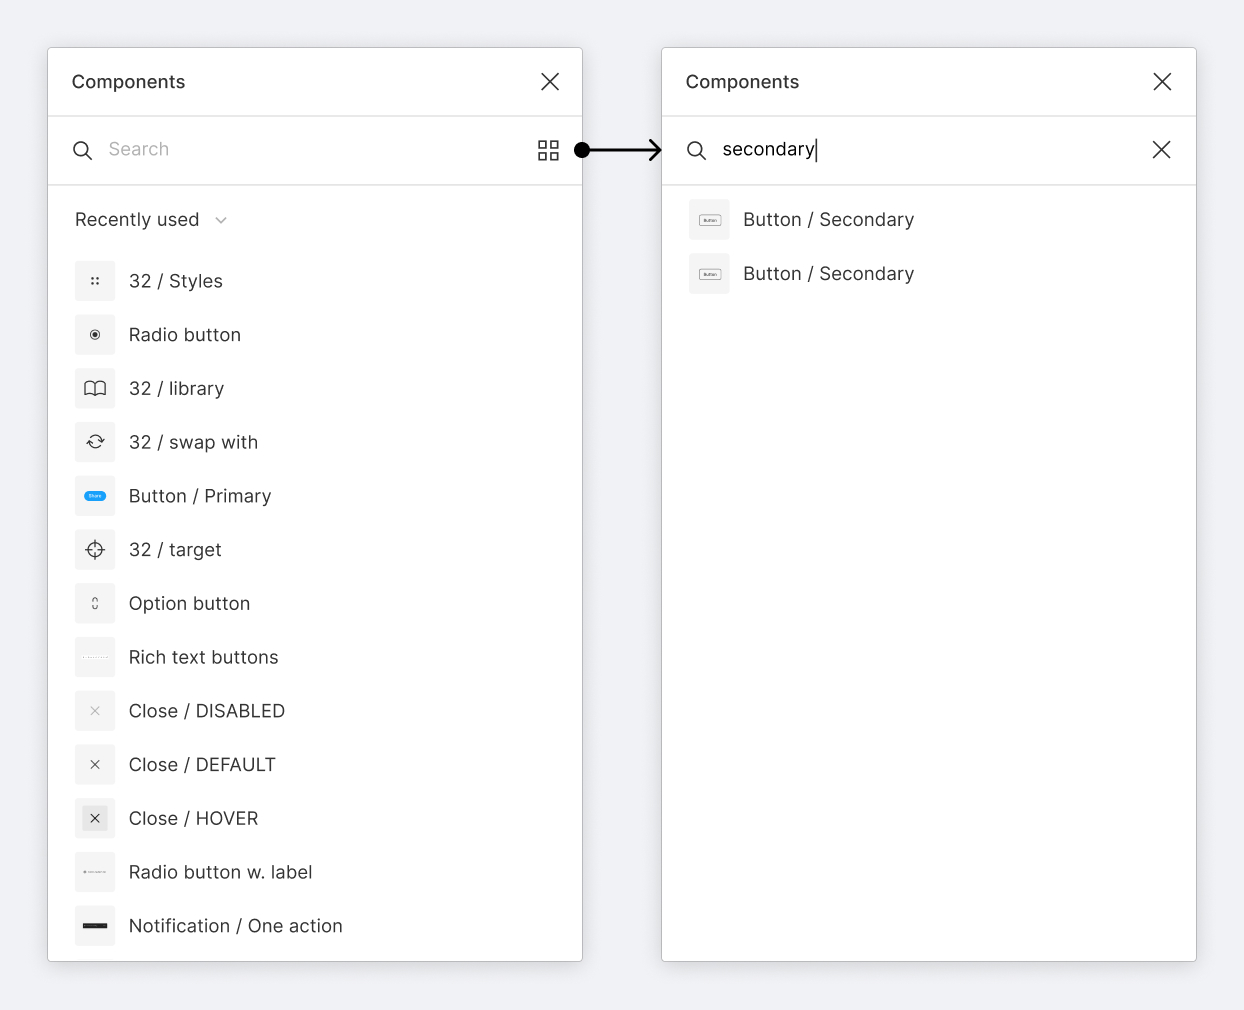 Components
Search
Recently used
32 / Styles
Radio button
32 / library
32 / swap with
Button / Primary
32 / target
Option button
Rich text buttons
Close / DISABLED
Close / DEFAULT
Close / HOVER
Radio button w. label
Notification / One action
Components
secondary
Button
Button / Secondary
Button
Button / Secondary